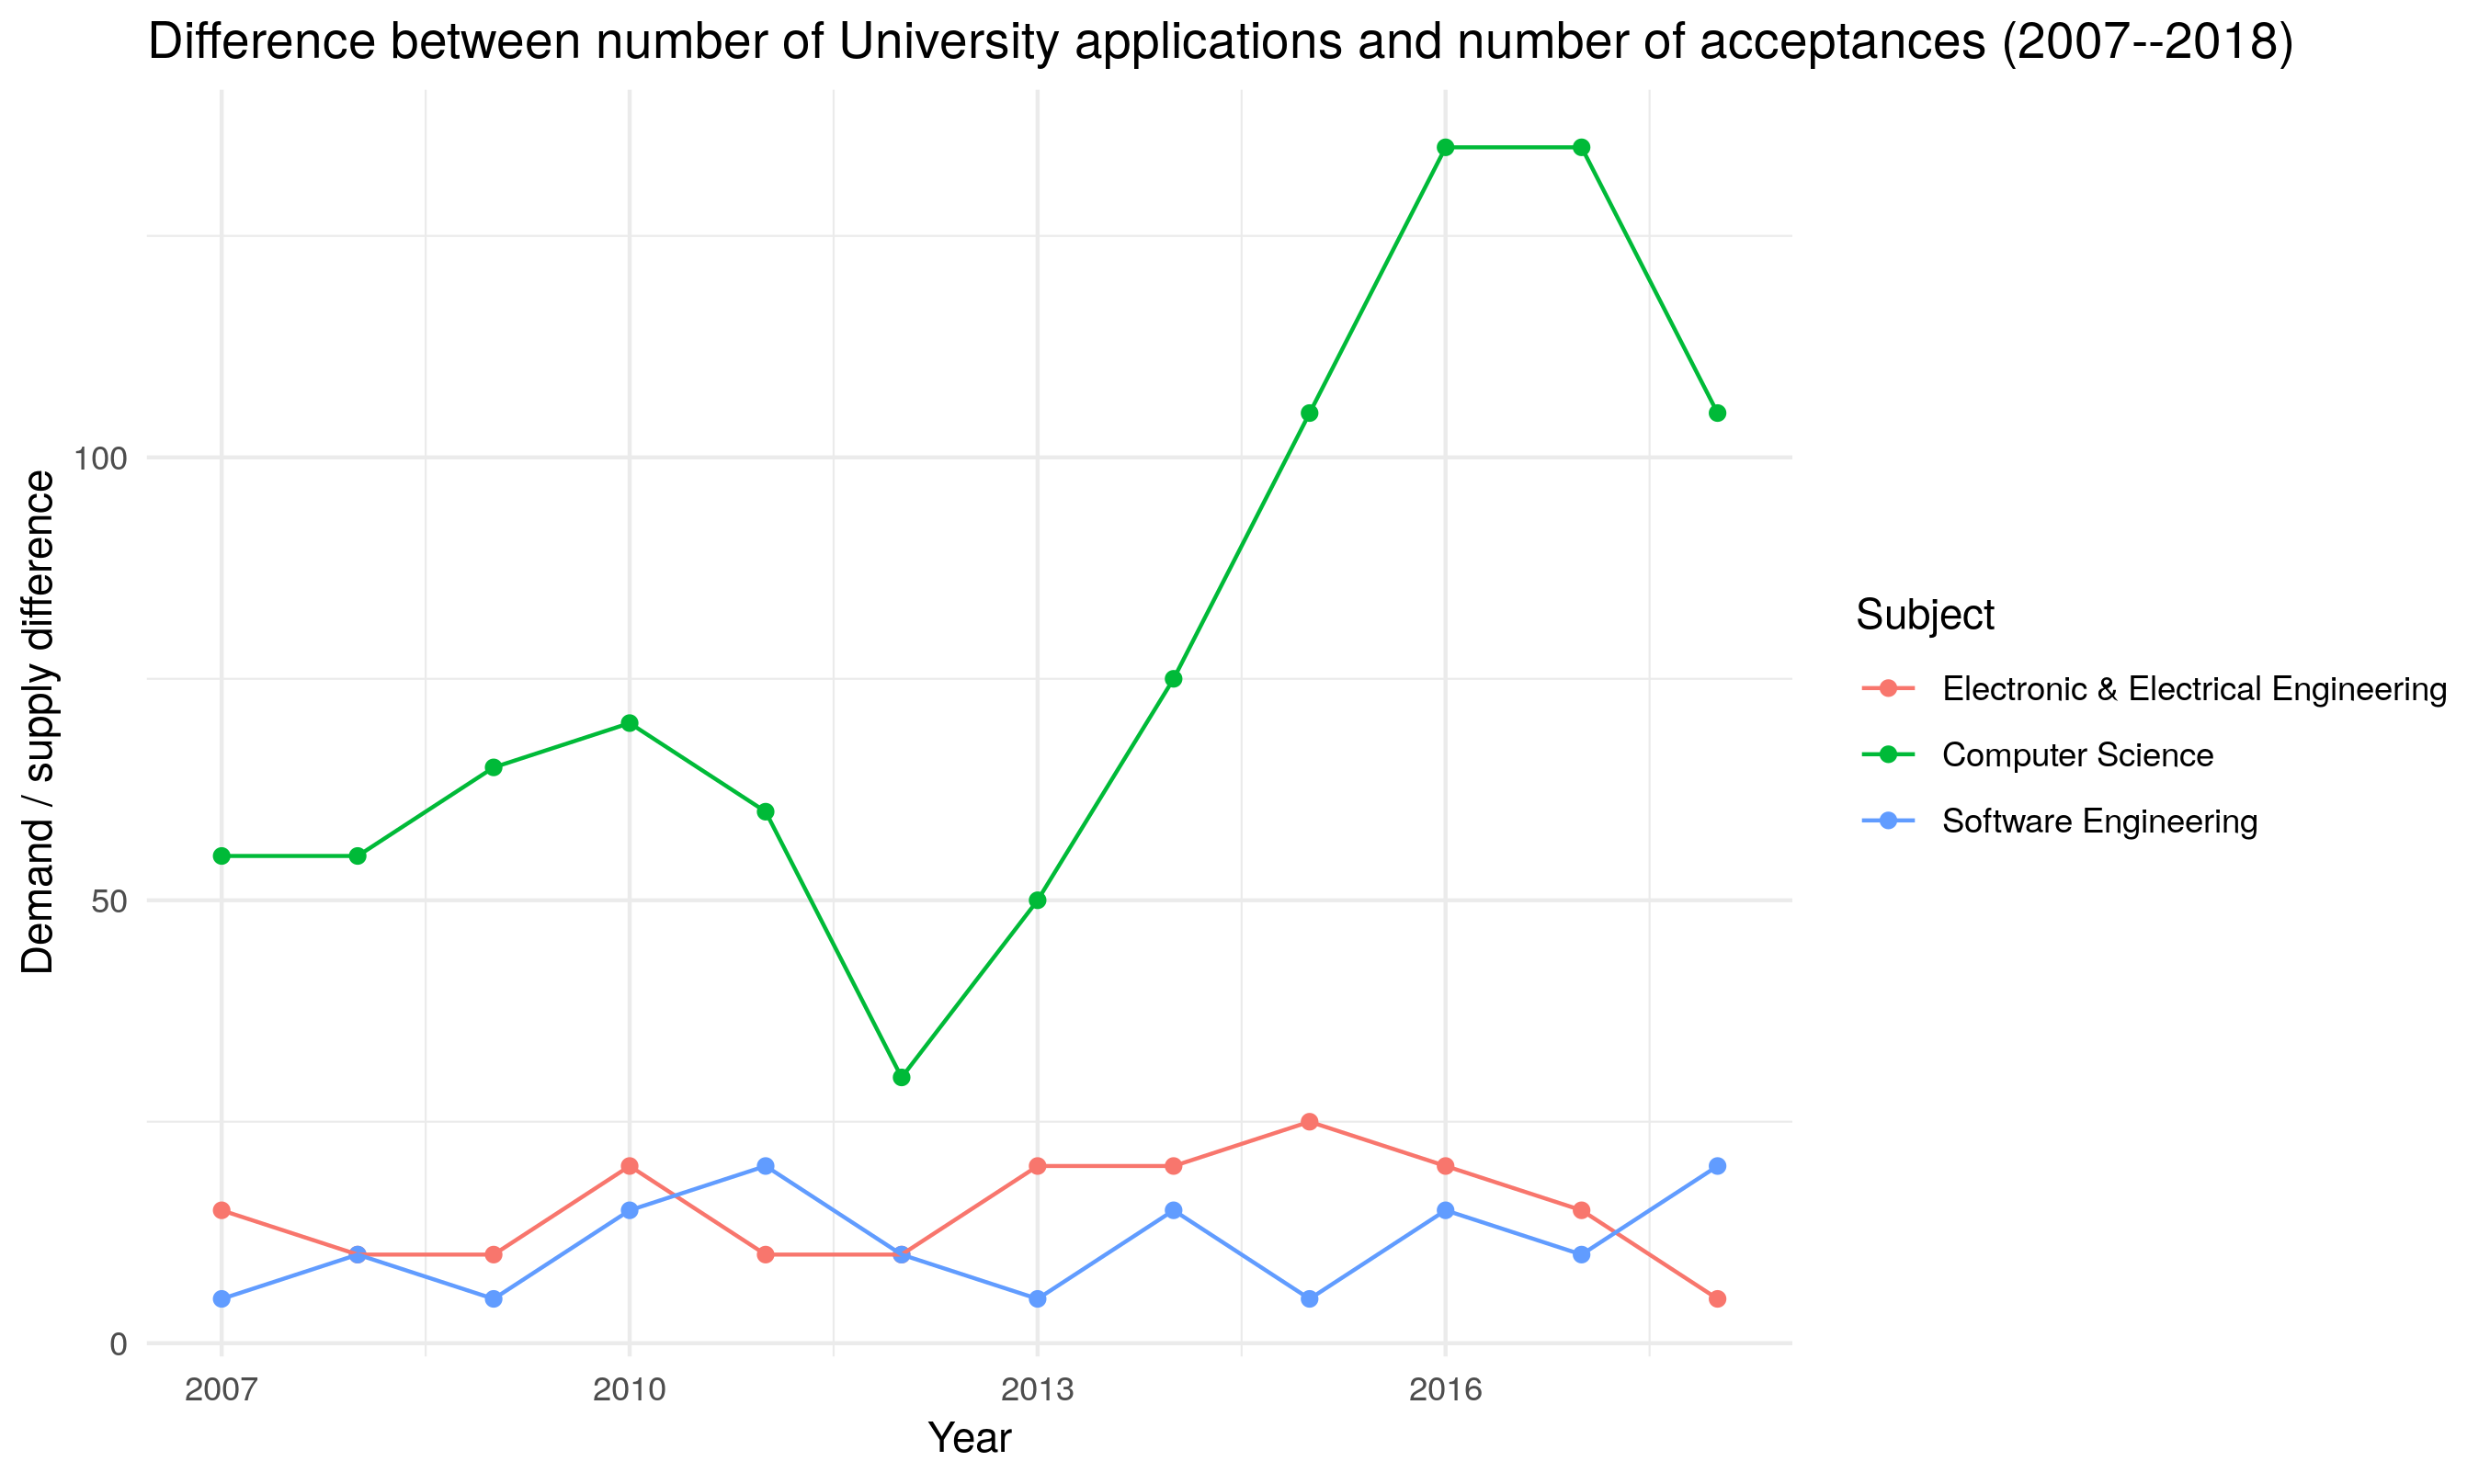 Difference between number of University applications and number of acceptances (2007--2018)
Demand / supply difference
100
50
0
2007
2010
2013
2016
Year
Subject
Electronic & Electrical Engineering
Computer Science
Software Engineering